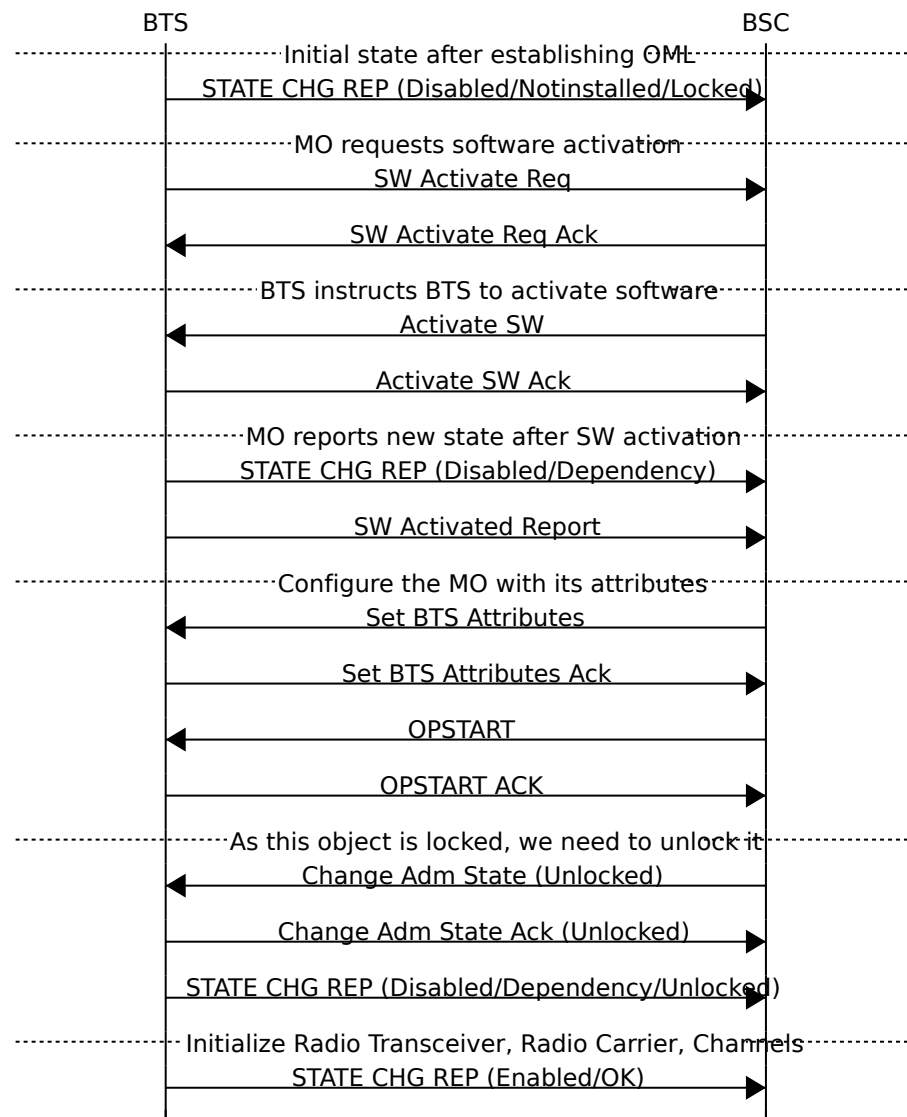 BTS BSC
Initial state after establishing OML
STATE CHG REP (Disabled/Notinstalled/Locked)
MO requests software activation
SW Activate Req
SW Activate Req Ack
BTS instructs BTS to activate software
Activate SW
Activate SW Ack
MO reports new state after SW activation
STATE CHG REP (Disabled/Dependency)
SW Activated Report
Configure the MO with its attributes
Set BTS Attributes
Set BTS Attributes Ack
OPSTART
OPSTART ACK
As this object is locked, we need to unlock it
Change Adm State (Unlocked)
Change Adm State Ack (Unlocked)
STATE CHG REP (Disabled/Dependency/Unlocked)
Initialize Radio Transceiver, Radio Carrier, Channels
STATE CHG REP (Enabled/OK)